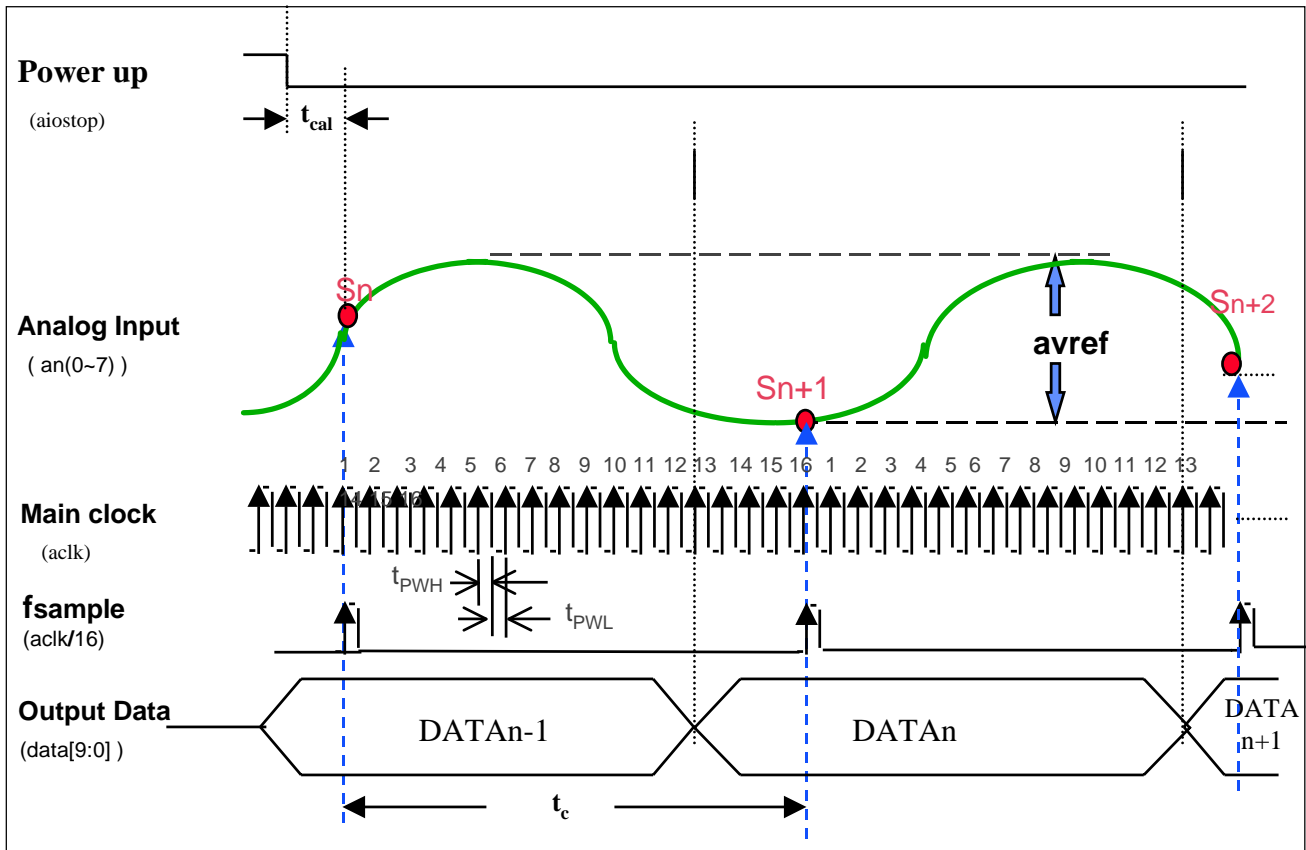 Power up
(aiostop)
tcal
Sn
Sn+2
Analog Input
( an(0~7) )
avref
Sn+1
1 2 3 4 5 6 7 8 9 10 11 12 13 14 15 16 1 2 3 4 5 6 7 8 9 10 11 12 13
14 15 16
Main clock
(aclk)
tPWH
fsample
(aclk/16)
tPWL
Output Data
(data[9:0] )
DATAn-1
DATAn
DATA
n+1
tc